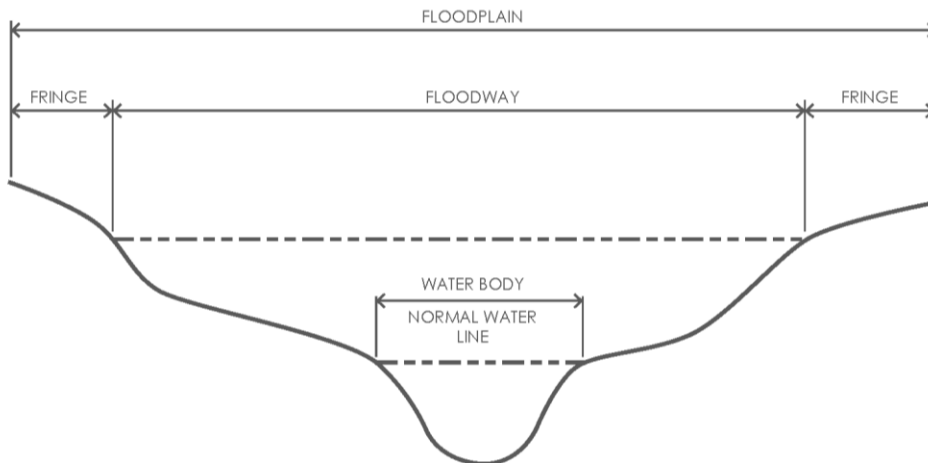 FLOODPLAIN
FRINGE
FLOODWAY
FRINGE
WATER BODY
NORMAL WATER
LINE